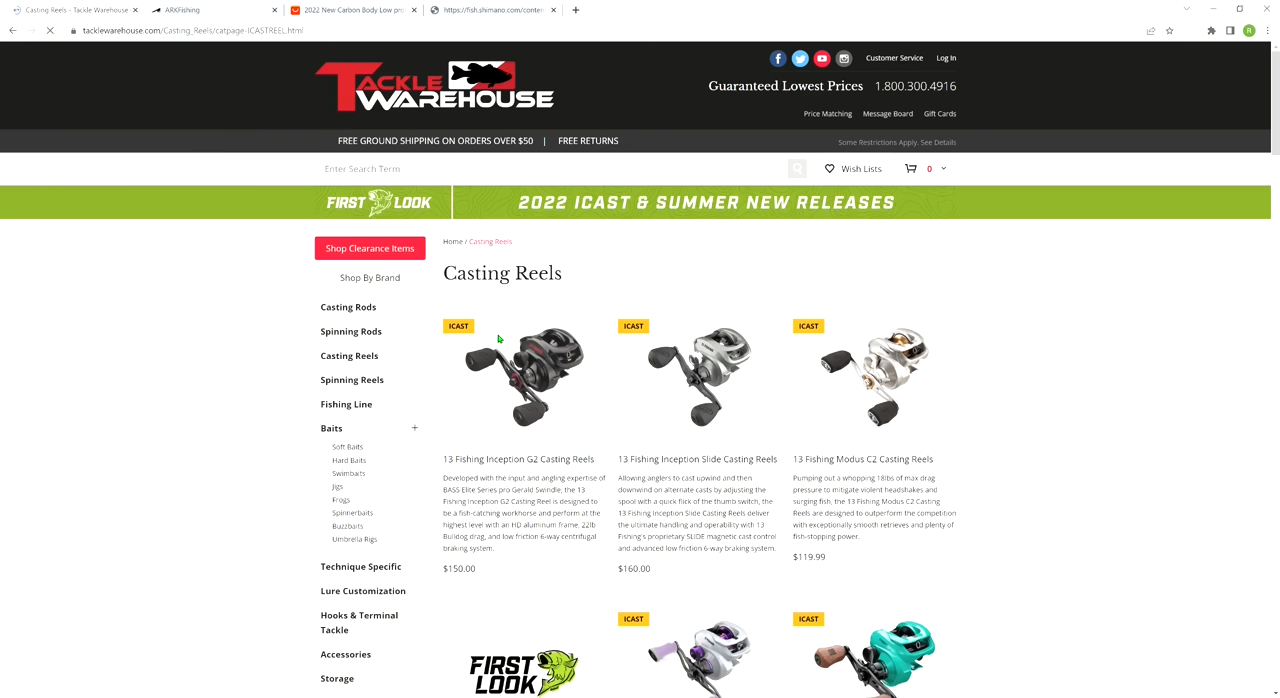 Casting Reels - Tackle Warehouse
ARKFishing
2022 New Carbon Body Low pro
https://fish.shimano.com/conten
tacklewarehouse.com/Casting_Reels/catpage-ICASTREEL.html
R
TACKLE
WAREHOUSE
Customer Service
Log In
Guaranteed Lowest Prices 1.800.300.4916
Price Matching
Message Board
Gift Cards
FREE GROUND SHIPPING ON ORDERS OVER $50 | FREE RETURNS
Some Restrictions Apply. See Details
Enter Search Term
Wish Lists
0
FIRST LOOK
2022 ICAST & SUMMER NEW RELEASES
Shop Clearance Items
Shop By Brand
Casting Rods
Spinning Rods
Casting Reels
Spinning Reels
Fishing Line
Baits
Soft Baits
Hard Baits
Swimbaits
Jigs
Frogs
Spinnerbaits
Buzzbaits
Umbrella Rigs
Technique Specific
Lure Customization
Hooks & Terminal
Tackle
Accessories
Storage
Home / Casting Reels
Casting Reels
ICAST
13 Fishing Inception G2 Casting Reels
Developed with the input and angling expertise of
BASS Elite Series pro Gerald Swindle, the 13
Fishing Inception G2 Casting Reel is designed to
be a fish-catching workhorse and perform at the
highest level with an HD aluminum frame, 22lb
Bulldog drag, and low friction 6-way centrifugal
braking system.
$150.00
ICAST
13 Fishing Inception Slide Casting Reels
Allowing anglers to cast upwind and then
downwind on alternate casts by adjusting the
spool with a quick flick of the thumb switch, the
13 Fishing Inception Slide Casting Reels deliver
the ultimate handling and operability with 13
Fishing's proprietary SLIDE magnetic cast control
and advanced low friction 6-way braking system.
$160.00
ICAST
13 Fishing Modus C2 Casting Reels
Pumping out a whopping 18lbs of max drag
pressure to mitigate violent headshakes and
surging fish, the 13 Fishing Modus C2 Casting
Reels are designed to outperform the competition
with exceptionally smooth retrieves and plenty of
fish-stopping power.
$119.99
FIRST
LOOK
ICAST
ICAST